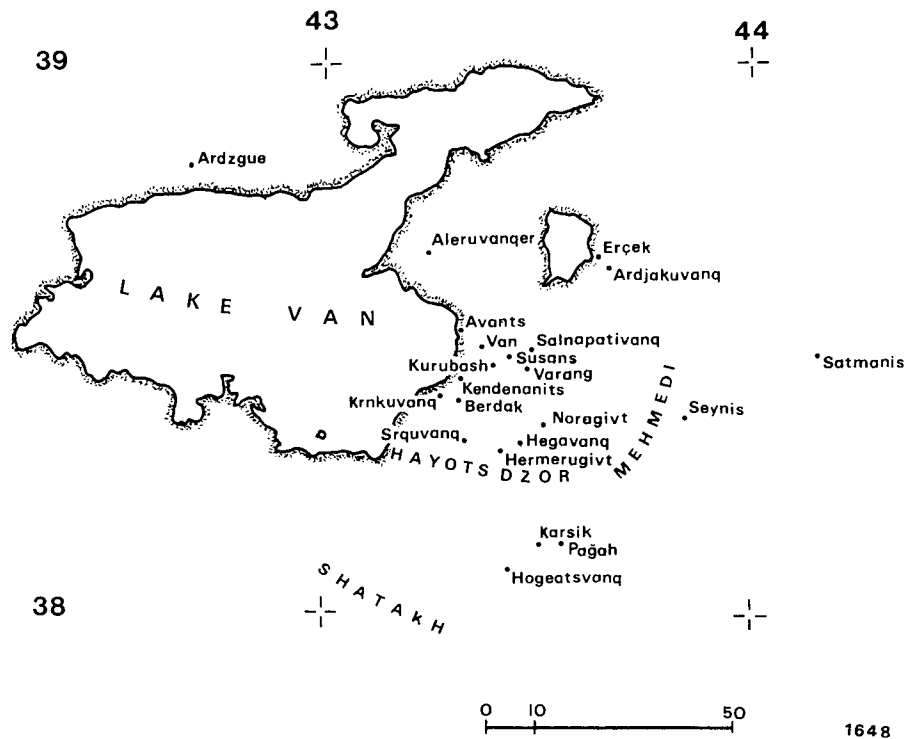 43
44
39
Ardzgue
Aleruvanqer
Erçek
Ardjakuvanq
LAKE VAN
Avants
Van
Salnapativanq
Susans
Kurubash
Varang
Satmanis
Kendenanits
Krnkuvanq
Berdak
MEHMEDI
Seynis
Noragivt
Srquvanq
Hegavanq
Hermerugivt
HAYOTS DZOR
Karsik
Pağah
Hogeatsvanq
SHATAKH
38
0 10 50
1648